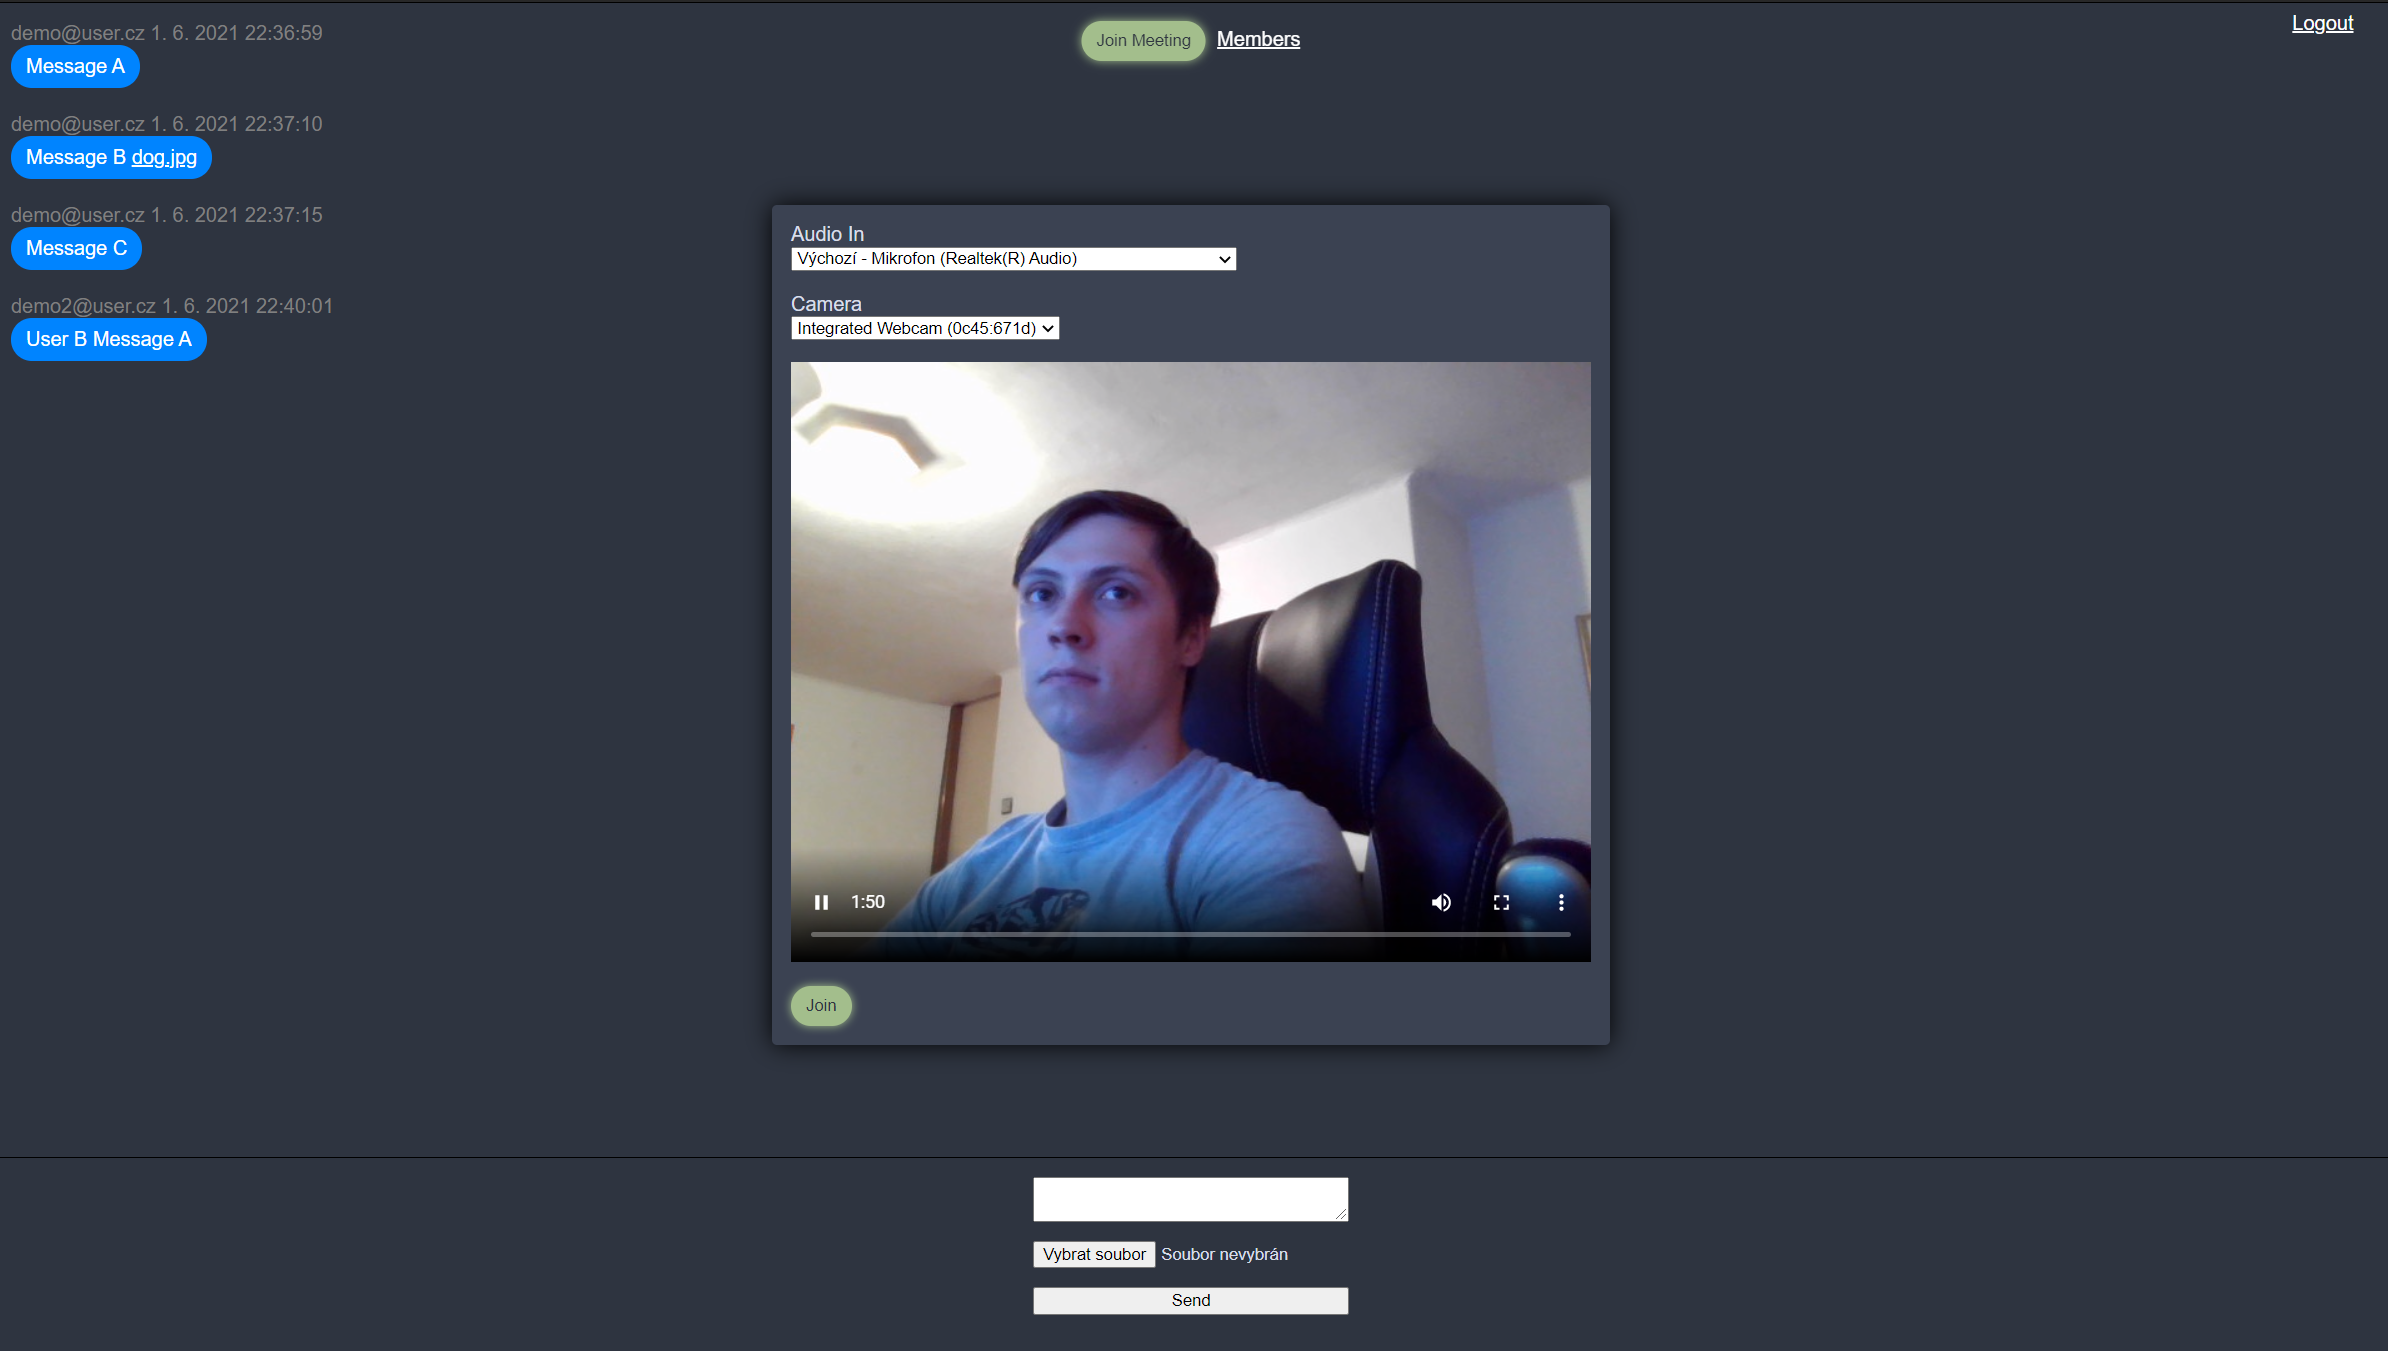 demo@user.cz 1. 6. 2021 22:36:59
Message A
demo@user.cz 1. 6. 2021 22:37:10
Message B dog.jpg
demo@user.cz 1. 6. 2021 22:37:15
Message C
demo2@user.cz 1. 6. 2021 22:40:01
User B Message A
Join Meeting Members
Logout
Audio In
Výchozí - Mikrofon (Realtek(R) Audio)
Camera
Integrated Webcam (0c45:671d)
1:50
Join
Vybrat soubor Soubor nevybrán
Send